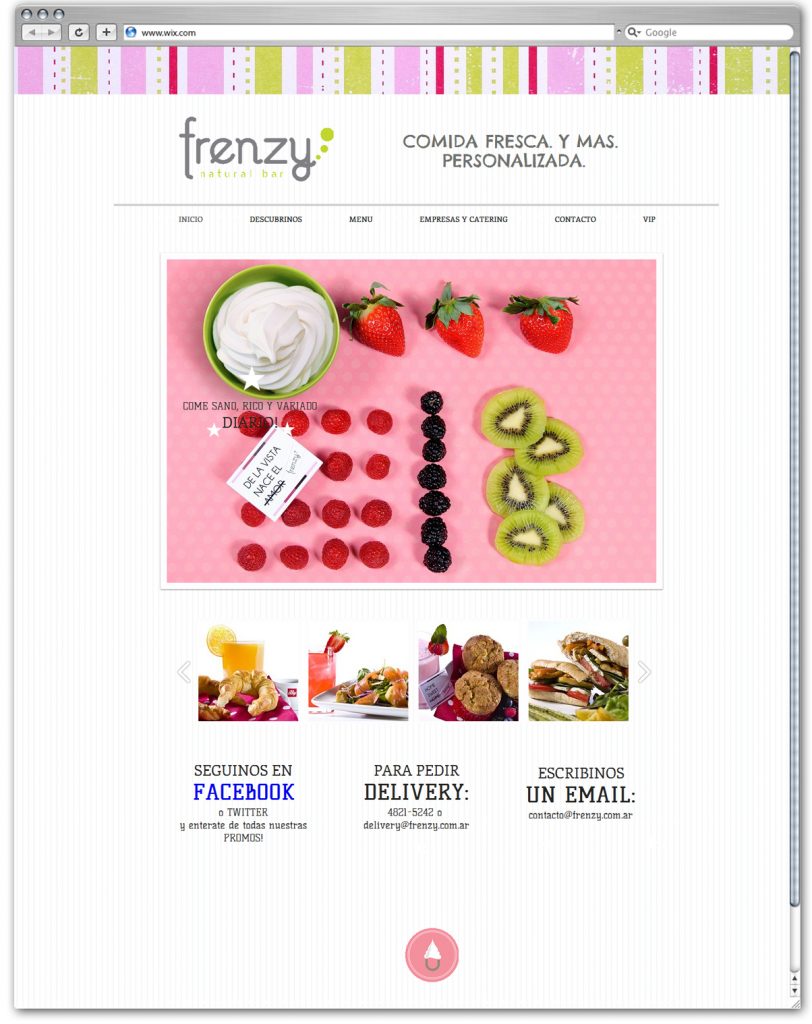 www.wix.com
Google
frenzy
natural bar
COMIDA FRESCA. Y MAS.
PERSONALIZADA.
INICIO DESCUBRINOS MENU EMPRESAS Y CATERING CONTACTO VIP
COME SANO, RICO Y VARIADO
DIARIO!
DE LA VISTA
NACE EL
AMOR
frenzy
SEGUINOS EN
FACEBOOK
o TWITTER
y enterate de todas nuestras
PROMOS!
PARA PEDIR
DELIVERY:
4821-5242 o
delivery@frenzy.com.ar
ESCRIBINOS
UN EMAIL:
contacto@frenzy.com.ar